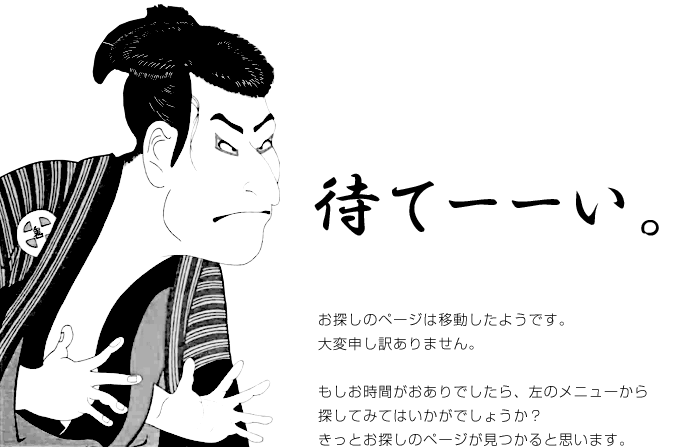 待てーーい。
お探しのページは移動したようです。
大変申し訳ありません。
もしお時間がおありでしたら、左のメニューから
探してみてはいかがでしょうか？
きっとお探しのページが見つかると思います。